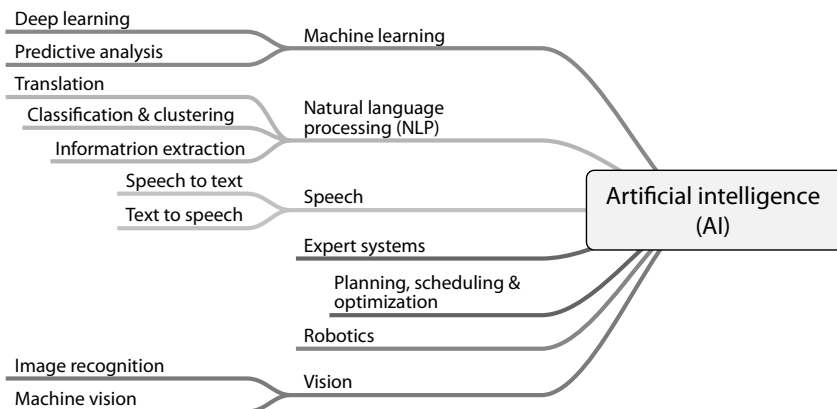 Deep learning
Predictive analysis
Machine learning
Translation
Classification & clustering
Informatrion extraction
Natural language
processing (NLP)
Speech to text
Text to speech
Speech
Expert systems
Planning, scheduling &
optimization
Robotics
Image recognition
Machine vision
Vision
Artificial intelligence
(AI)